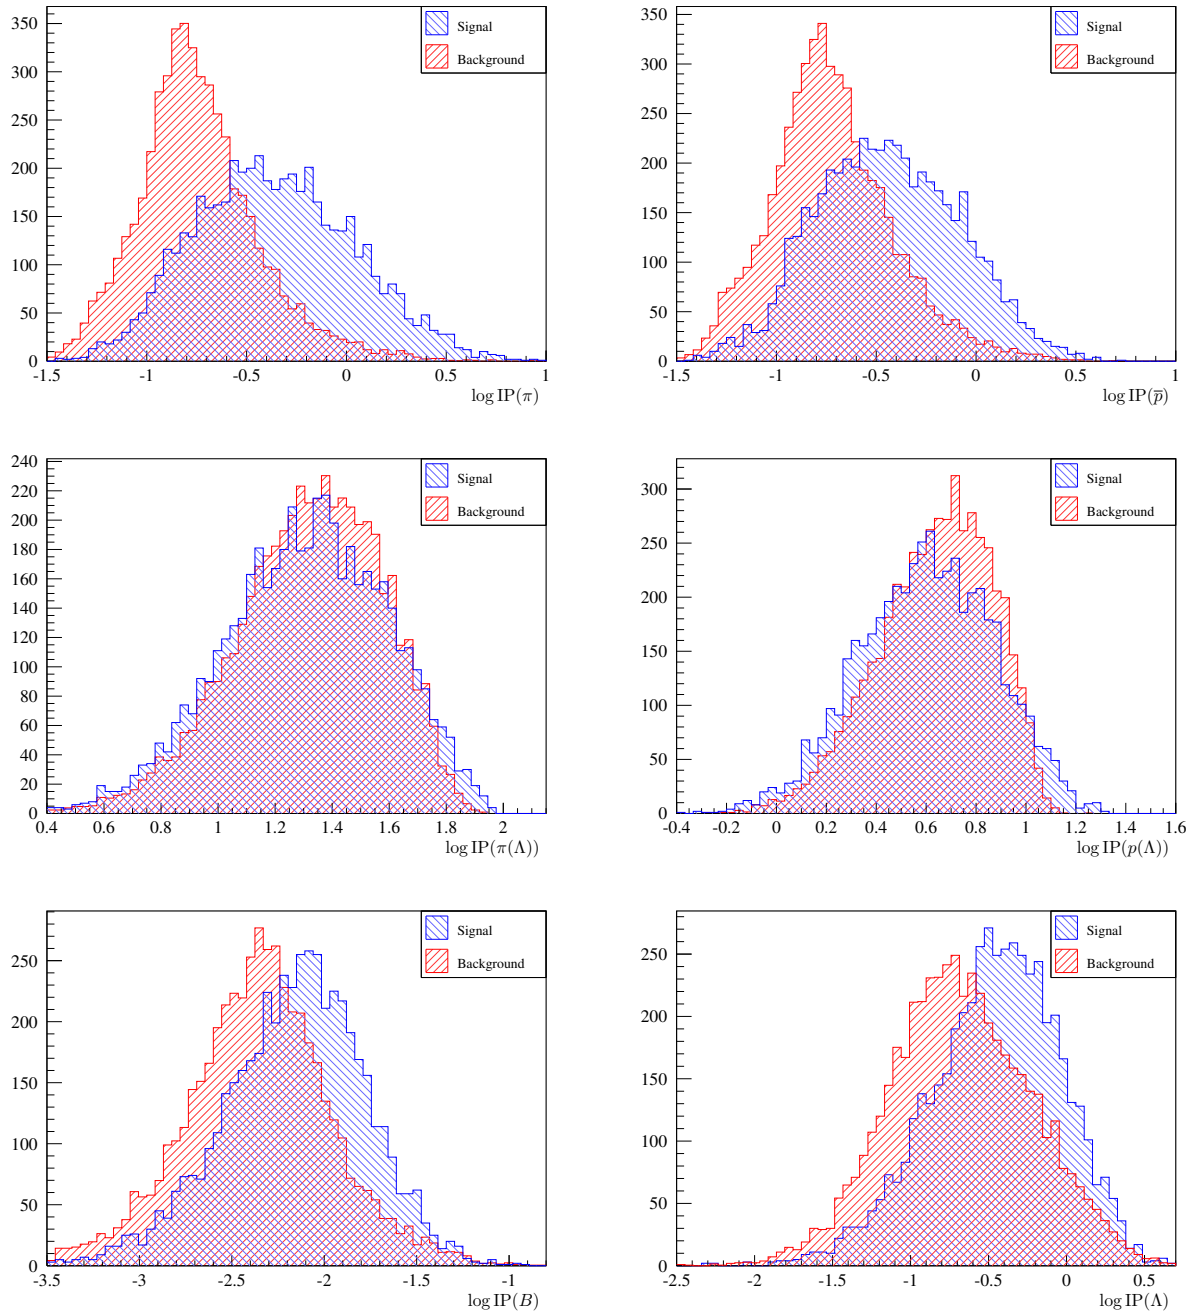 350
300
250
200
150
100
50
0
-1.5 -1 -0.5 0 0.5 1
log IP(π)
Signal
Background
350
300
250
200
150
100
50
0
-1.5 -1 -0.5 0 0.5 1
log IP(p̅)
Signal
Background
240
220
200
180
160
140
120
100
80
60
40
20
0
0.4 0.6 0.8 1 1.2 1.4 1.6 1.8 2
log IP(π(Λ))
Signal
Background
300
250
200
150
100
50
0
-0.4 -0.2 0 0.2 0.4 0.6 0.8 1 1.2 1.4 1.6
log IP(p(Λ))
Signal
Background
250
200
150
100
50
0
-3.5 -3 -2.5 -2 -1.5 -1
log IP(B)
Signal
Background
250
200
150
100
50
0
-2.5 -2 -1.5 -1 -0.5 0 0.5
log IP(Λ)
Signal
Background